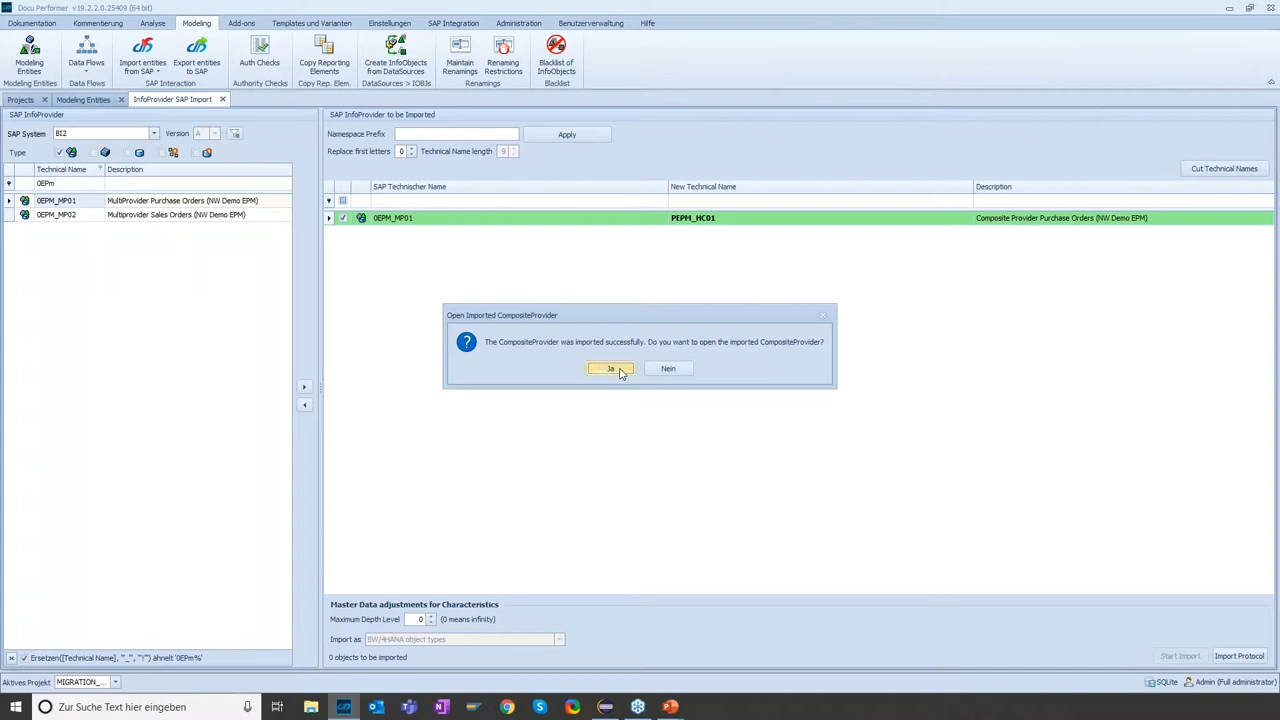 Docu Performer v19.2.2.0.25409 (64 bit)
Dokumentation Kommentierung Analyse Modeling Add-ons Templates und Varianten Einstellungen SAP Integration Administration Benutzerverwaltung Hilfe
Modeling Entities
Data Flows
Import entities from SAP
Export entities to SAP
Auth Checks
Copy Reporting Elements
Create InfoObjects from DataSources
Maintain Renamings
Renaming Restrictions
Blacklist of InfoObjects
Modeling Entities Data Flows SAP Interaction Authority Checks Copy Rep. Elem. DataSources > IOBJs Renamings Blacklist
Projects Modeling Entities InfoProvider SAP Import
SAP InfoProvider
SAP System BI2 Version A
Type
Technical Name Description
0EPm
0EPM_MP01 MultiProvider Purchase Orders (NW Demo EPM)
0EPM_MP02 Multiprovider Sales Orders (NW Demo EPM)
Ersetzen([Technical Name], "_", "!") ähnelt '0EPm%'
SAP InfoProvider to be Imported
Namespace Prefix Apply
Replace first letters 0 Technical Name length 9
Cut Technical Names
SAP Technischer Name New Technical Name Description
0EPM_MP01 PEPM_HC01 Composite Provider Purchase Orders (NW Demo EPM)
Open Imported CompositeProvider
The CompositeProvider was imported successfully. Do you want to open the imported CompositeProvider?
Ja Nein
Master Data adjustments for Characteristics
Maximum Depth Level 0 (0 means infinity)
Import as BW/4HANA object types
0 objects to be imported Start Import Import Protocol
Aktives Projekt MIGRATION_... SQLite Admin (Full administrator)
Zur Suche Text hier eingeben